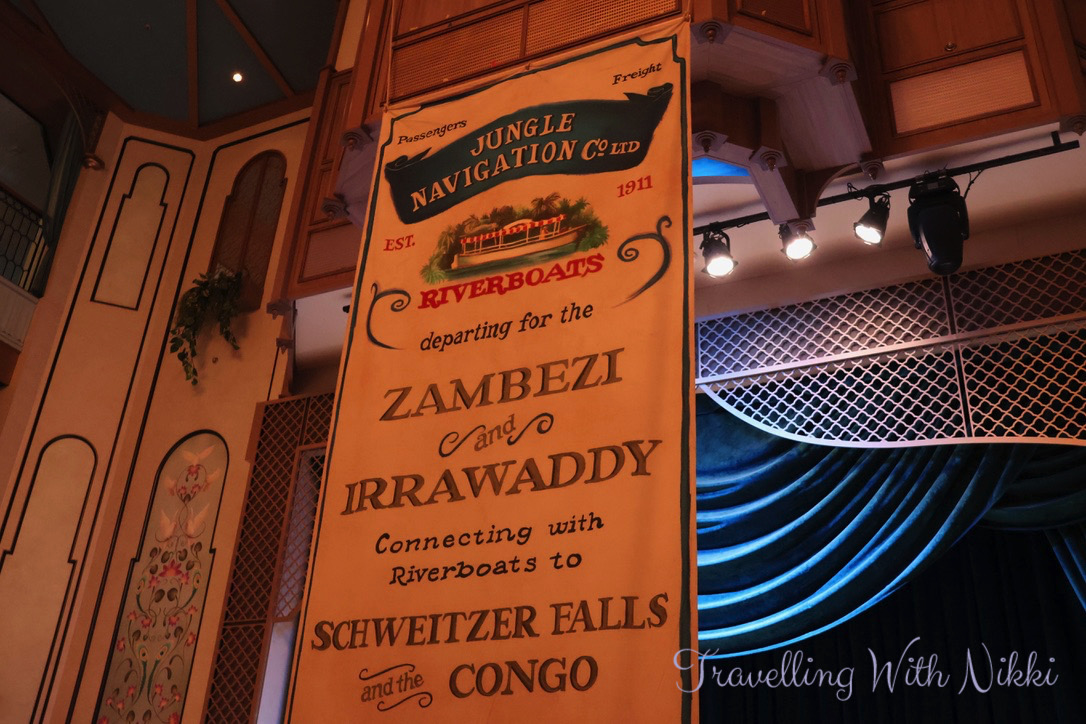 Passengers
Freight
JUNGLE
NAVIGATION Co LTD
EST.
1911
RIVERBOATS
departing for the
ZAMBEZI
and
IRRAWADDY
Connecting with
Riverboats to
SCHWEITZER FALLS
and the CONGO
Travelling With Nikki